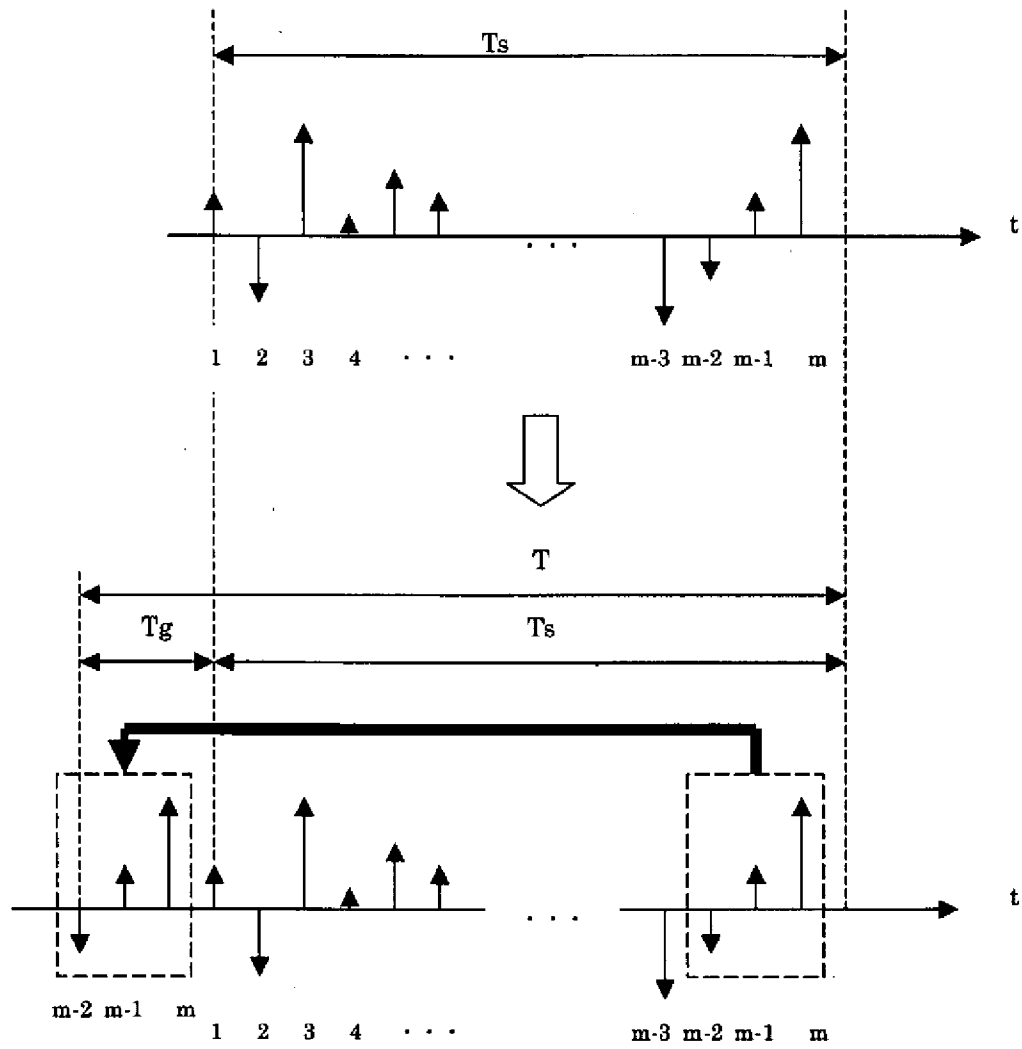 Ts
t
. . .
1 2 3 4 . . . m-3 m-2 m-1 m
T
Tg Ts
t
. . .
m-2 m-1 m
1 2 3 4 . . . m-3 m-2 m-1 m